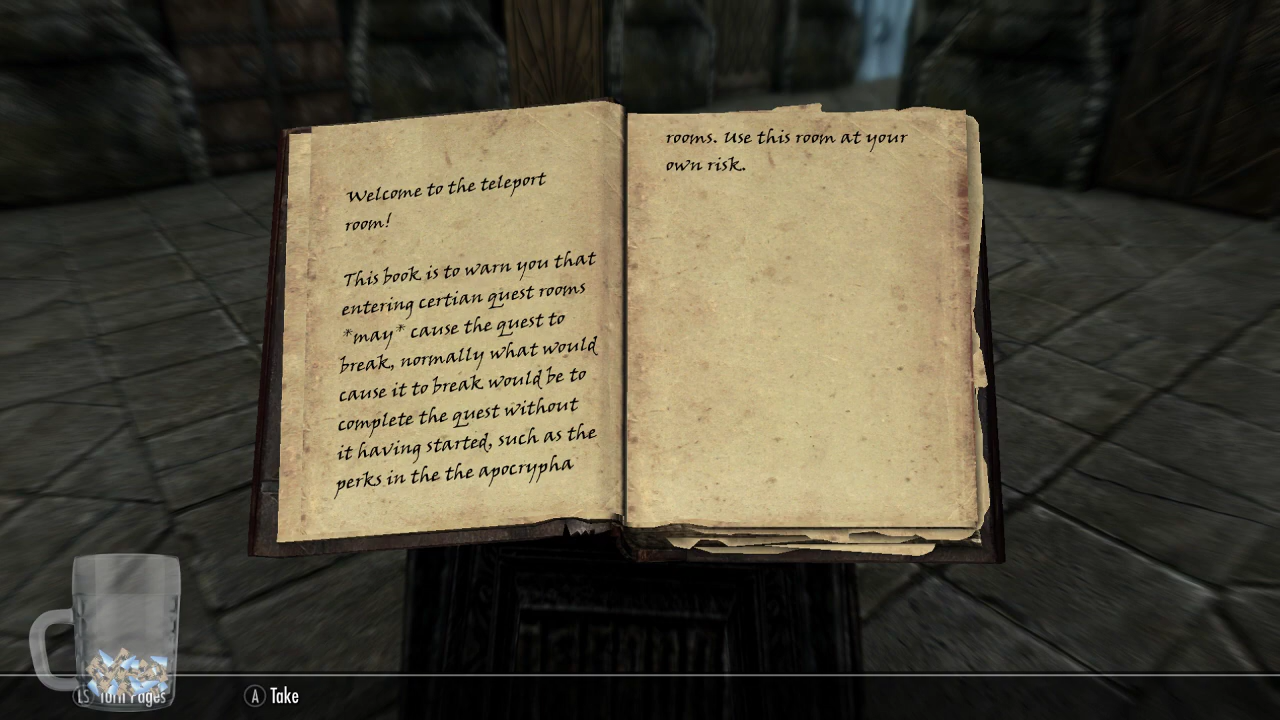 Welcome to the teleport
room!
This book is to warn you that
entering certian quest rooms
*may* cause the quest to
break, normally what would
cause it to break would be to
complete the quest without
it having started, such as the
perks in the the apocrypha
rooms. Use this room at your
own risk.
LS Turn Pages
A Take